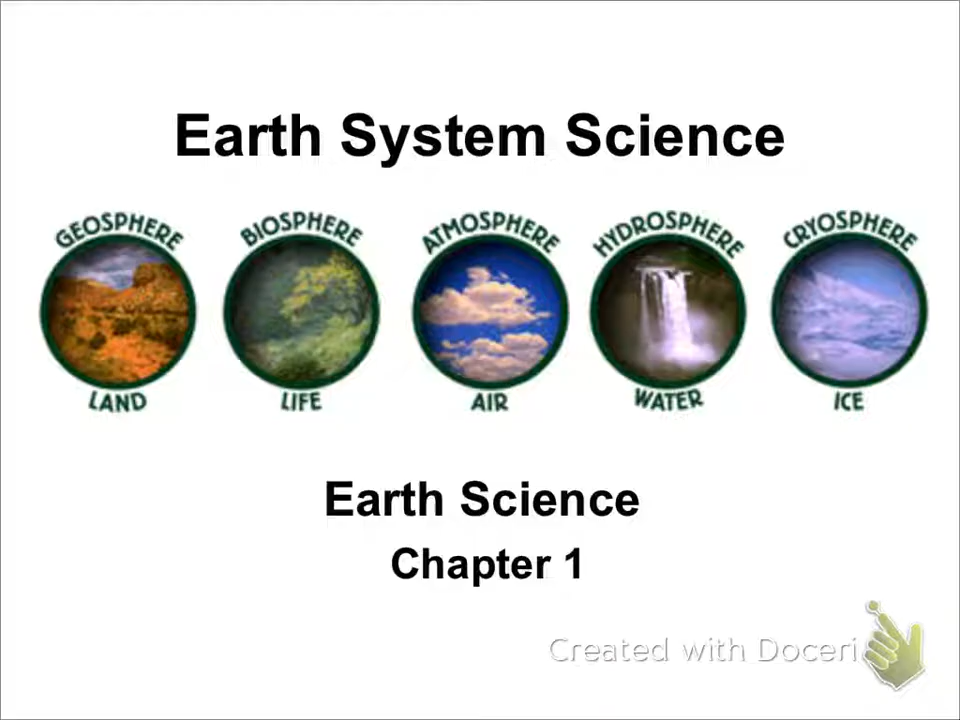 Earth System Science
GEOSPHERE BIOSPHERE ATMOSPHERE HYDROSPHERE CRYOSPHERE
LAND LIFE AIR WATER ICE
Earth Science
Chapter 1
Created with Doceri